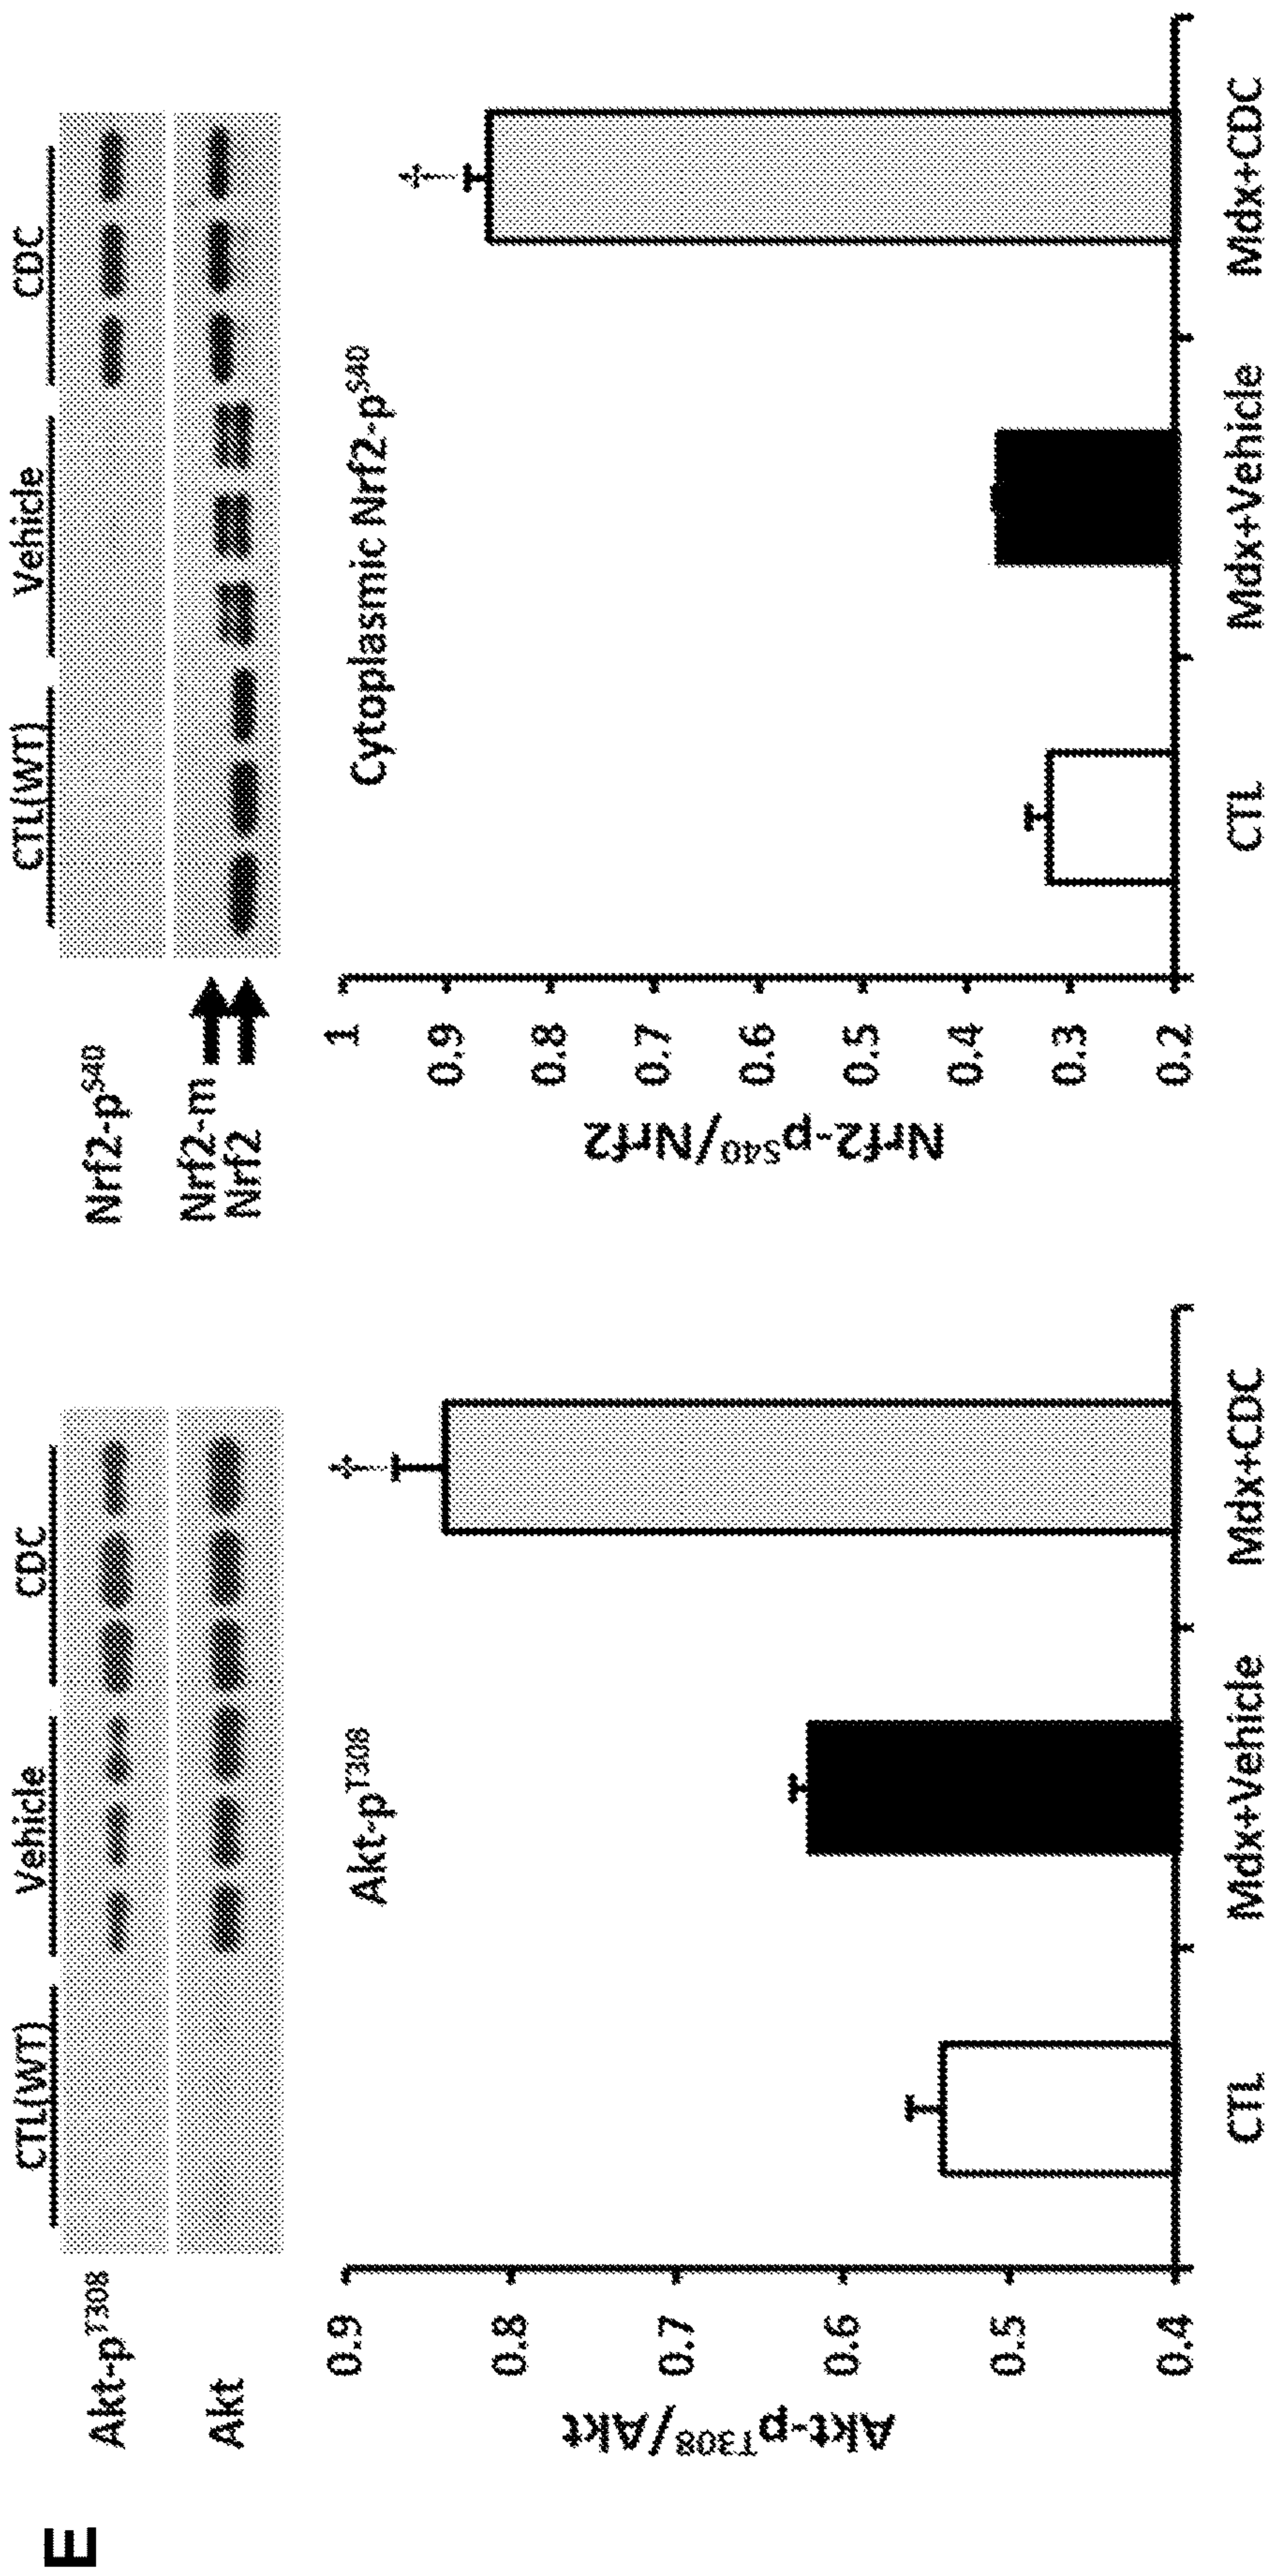 E
CTL(WT) Vehicle CDC
Akt-pT308
Akt
Akt-pT308
Akt-pT308/Akt
0.9
0.8
0.7
0.6
0.5
0.4
CTL Mdx+Vehicle Mdx+CDC
CTL(WT) Vehicle CDC
Nrf2-pS40
Nrf2-m
Nrf2
Cytoplasmic Nrf2-pS40
Nrf2-pS40/Nrf2
1
0.9
0.8
0.7
0.6
0.5
0.4
0.3
0.2
CTL Mdx+Vehicle Mdx+CDC